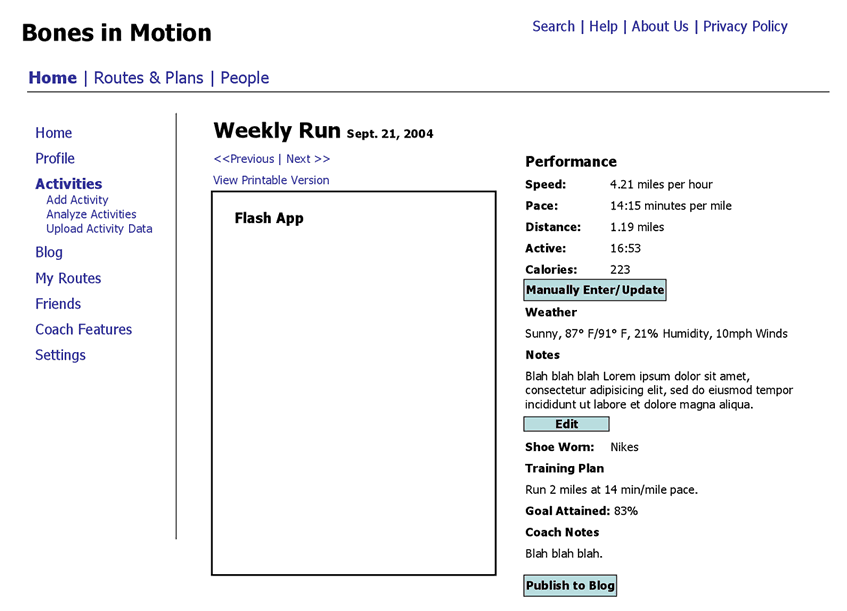 Bones in Motion
Search | Help | About Us | Privacy Policy
Home | Routes & Plans | People
Home
Profile
Activities
Add Activity
Analyze Activities
Upload Activity Data
Blog
My Routes
Friends
Coach Features
Settings
Weekly Run Sept. 21, 2004
<<Previous | Next >>
View Printable Version
Flash App
Performance
Speed: 4.21 miles per hour
Pace: 14:15 minutes per mile
Distance: 1.19 miles
Active: 16:53
Calories: 223
Manually Enter/Update
Weather
Sunny, 87° F/91° F, 21% Humidity, 10mph Winds
Notes
Blah blah blah Lorem ipsum dolor sit amet,
consectetur adipisicing elit, sed do eiusmod tempor
incididunt ut labore et dolore magna aliqua.
Edit
Shoe Worn: Nikes
Training Plan
Run 2 miles at 14 min/mile pace.
Goal Attained: 83%
Coach Notes
Blah blah blah.
Publish to Blog